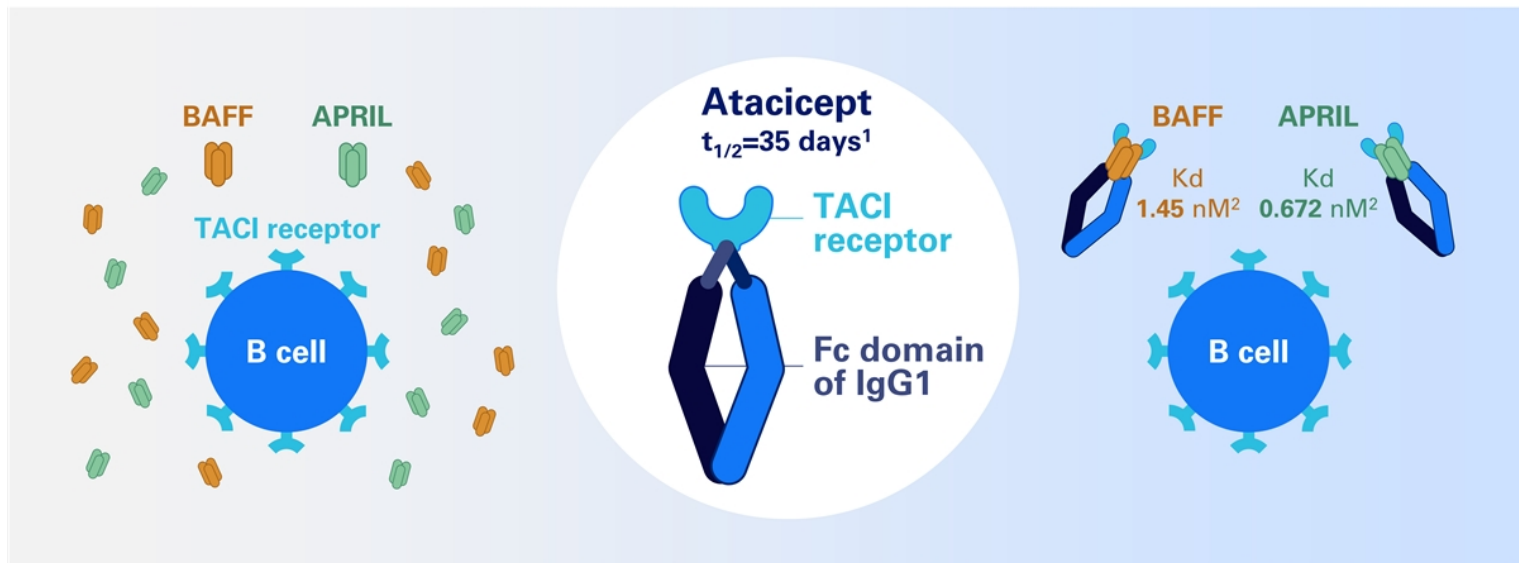 BAFF
APRIL
TACI receptor
B cell
Atacicept
t1/2=35 days¹
TACI
receptor
Fc domain
of IgG1
BAFF
APRIL
Kd
1.45 nM²
Kd
0.672 nM²
B cell